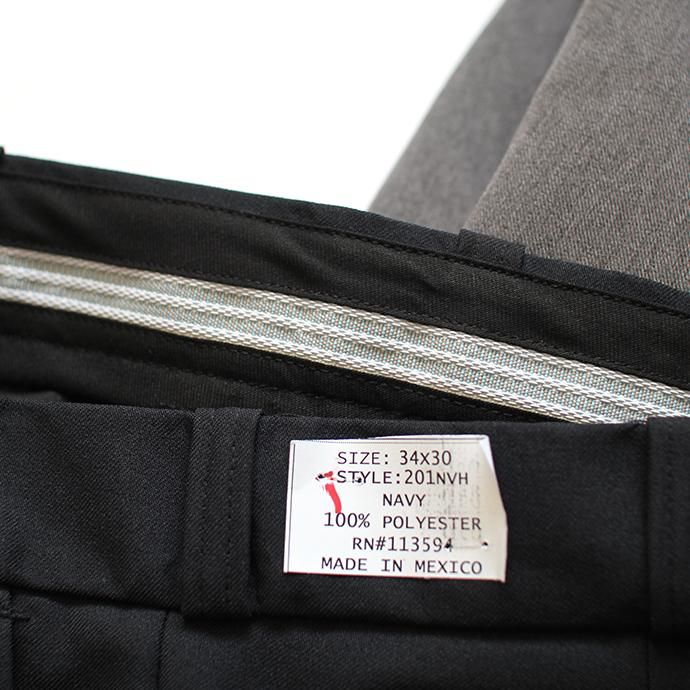 SIZE: 34X30
STYLE:201NVH
NAVY
100% POLYESTER
RN#113594
MADE IN MEXICO